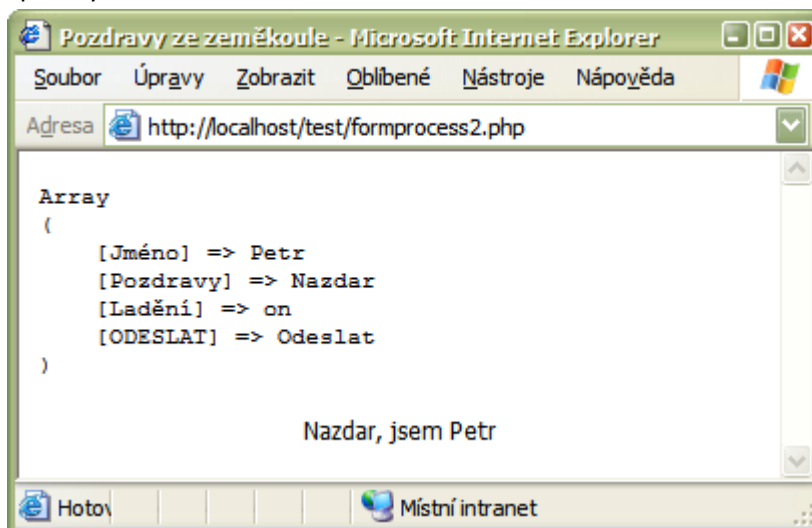 Pozdravy ze zeměkoule - Microsoft Internet Explorer
Soubor Úpravy Zobrazit Oblíbené Nástroje Nápověda
Adresa http://localhost/test/formprocess2.php
Array
(
[Jméno] => Petr
[Pozdravy] => Nazdar
[Ladění] => on
[ODESLAT] => Odeslat
)
Nazdar, jsem Petr
Hotov Místní intranet